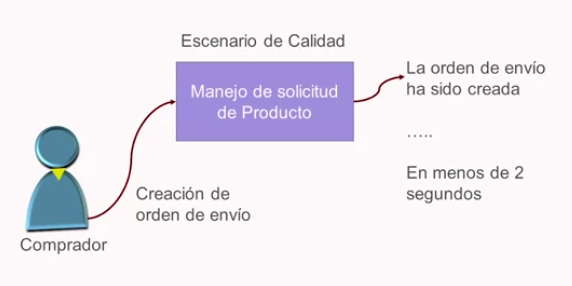 Escenario de Calidad
Manejo de solicitud
de Producto
La orden de envío
ha sido creada
…..
En menos de 2
segundos
Creación de
orden de envío
Comprador